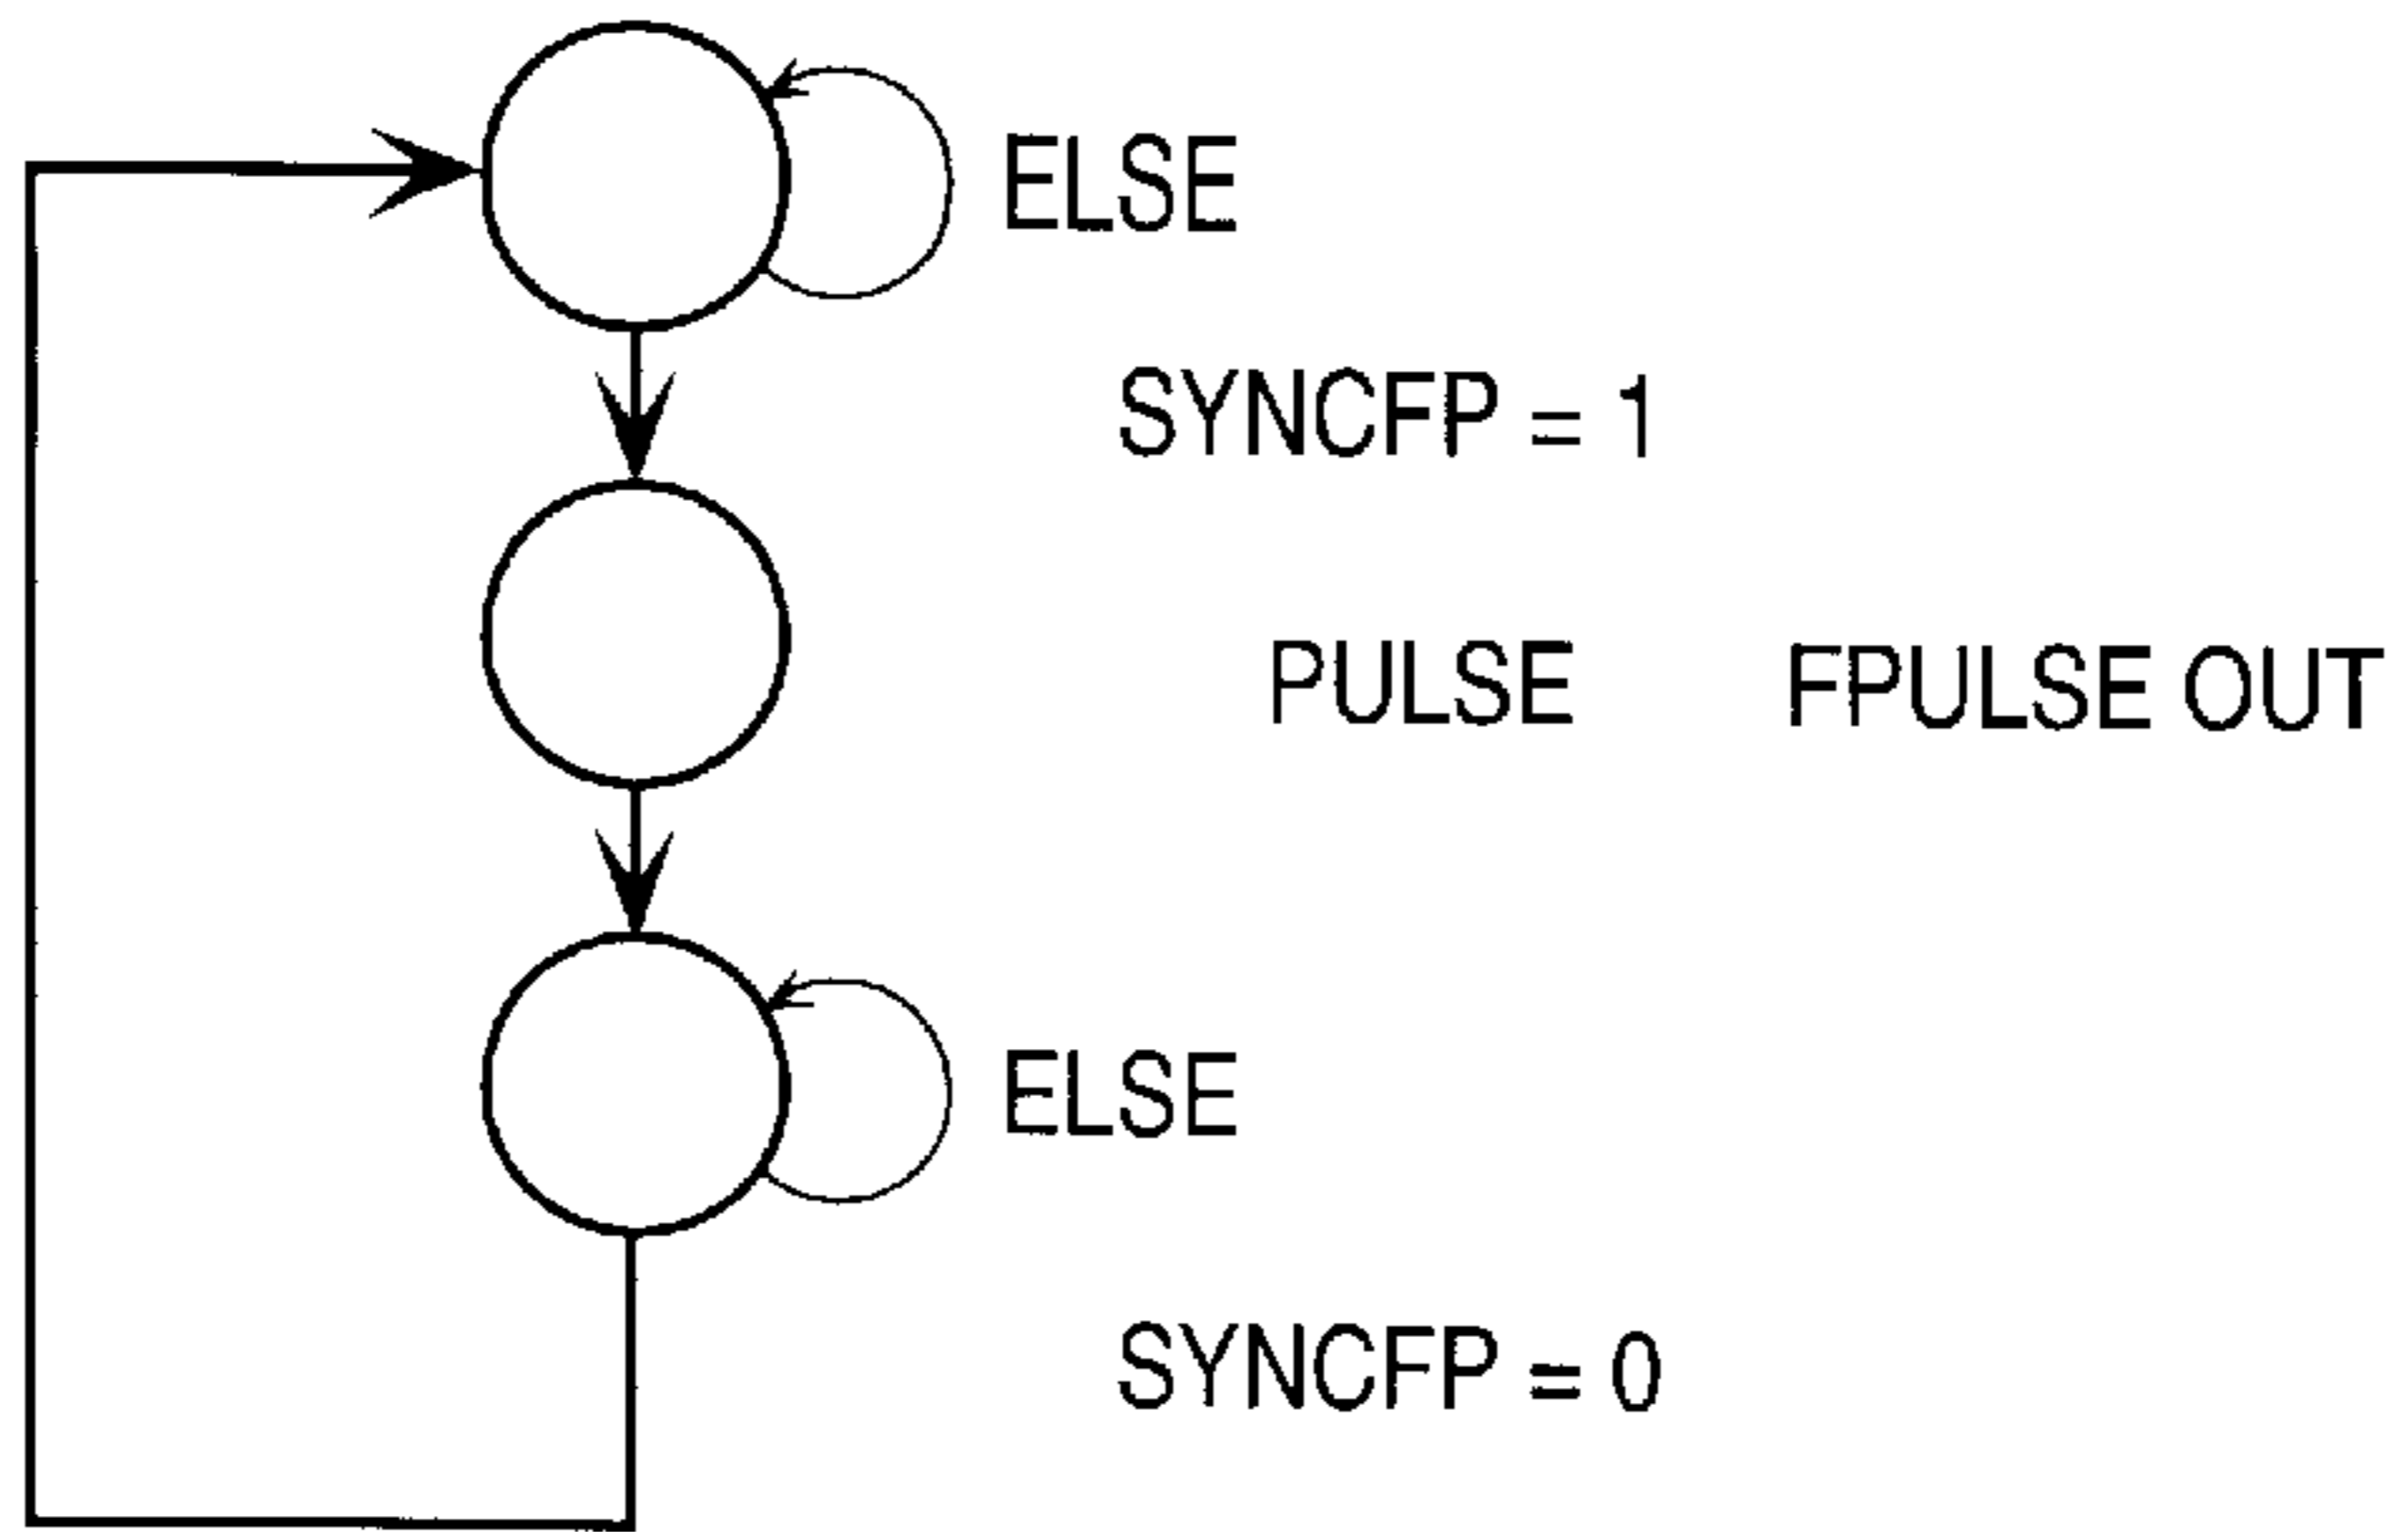 ELSE
SYNCFP = 1
PULSE FPULSE OUT
ELSE
SYNCFP = 0